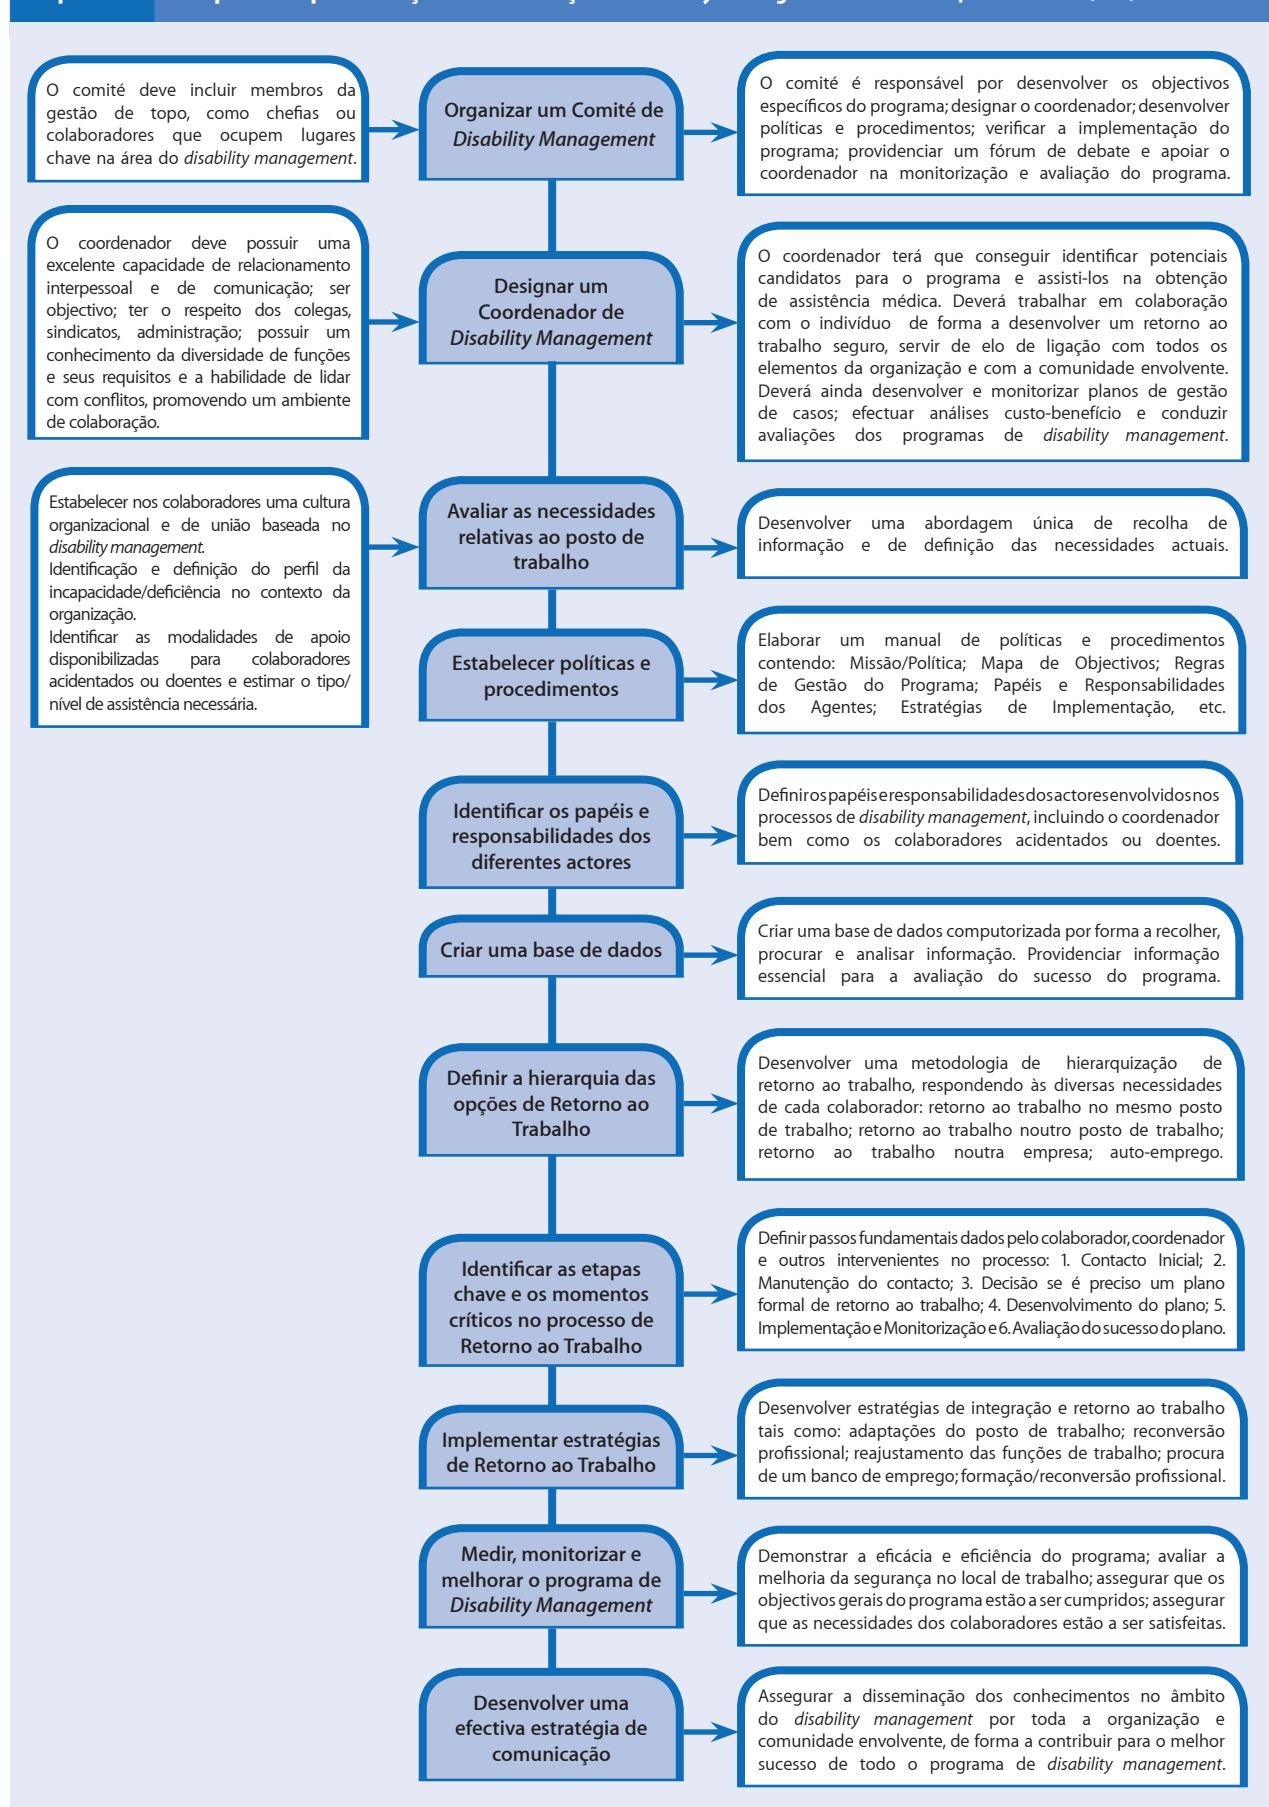 O comité deve incluir membros da
gestão de topo, como chefias ou
colaboradores que ocupem lugares
chave na área do disability management.
Organizar um Comité de
Disability Management
O comité é responsável por desenvolver os objectivos
específicos do programa; designar o coordenador; desenvolver
políticas e procedimentos; verificar a implementação do
programa; providenciar um fórum de debate e apoiar o
coordenador na monitorização e avaliação do programa.
O coordenador deve possuir uma
excelente capacidade de relacionamento
interpessoal e de comunicação; ser
objectivo; ter o respeito dos colegas,
sindicatos, administração; possuir um
conhecimento da diversidade de funções
e seus requisitos e a habilidade de lidar
com conflitos, promovendo um ambiente
de colaboração.
Designar um
Coordenador de
Disability Management
O coordenador terá que conseguir identificar potenciais
candidatos para o programa e assisti-los na obtenção
de assistência médica. Deverá trabalhar em colaboração
com o indivíduo de forma a desenvolver um retorno ao
trabalho seguro, servir de elo de ligação com todos os
elementos da organização e com a comunidade envolvente.
Deverá ainda desenvolver e monitorizar planos de gestão
de casos; efectuar análises custo-benefício e conduzir
avaliações dos programas de disability management.
Estabelecer nos colaboradores uma cultura
organizacional e de união baseada no
disability management.
Identificação e definição do perfil da
incapacidade/deficiência no contexto da
organização.
Identificar as modalidades de apoio
disponibilizadas para colaboradores
acidentados ou doentes e estimar o tipo/
nível de assistência necessária.
Avaliar as necessidades
relativas ao posto de
trabalho
Desenvolver uma abordagem única de recolha de
informação e de definição das necessidades actuais.
Estabelecer políticas e
procedimentos
Elaborar um manual de políticas e procedimentos
contendo: Missão/Política; Mapa de Objectivos; Regras
de Gestão do Programa; Papéis e Responsabilidades
dos Agentes; Estratégias de Implementação, etc.
Identificar os papéis e
responsabilidades dos
diferentes actores
Definir os papéis e responsabilidades dos actores envolvidos nos
processos de disability management, incluindo o coordenador
bem como os colaboradores acidentados ou doentes.
Criar uma base de dados
Criar uma base de dados computorizada por forma a recolher,
procurar e analisar informação. Providenciar informação
essencial para a avaliação do sucesso do programa.
Definir a hierarquia das
opções de Retorno ao
Trabalho
Desenvolver uma metodologia de hierarquização de
retorno ao trabalho, respondendo às diversas necessidades
de cada colaborador: retorno ao trabalho no mesmo posto
de trabalho; retorno ao trabalho noutro posto de trabalho;
retorno ao trabalho noutra empresa; auto-emprego.
Identificar as etapas
chave e os momentos
críticos no processo de
Retorno ao Trabalho
Definir passos fundamentais dados pelo colaborador, coordenador
e outros intervenientes no processo: 1. Contacto Inicial; 2.
Manutenção do contacto; 3. Decisão se é preciso um plano
formal de retorno ao trabalho; 4. Desenvolvimento do plano; 5.
Implementação e Monitorização e 6. Avaliação do sucesso do plano.
Implementar estratégias
de Retorno ao Trabalho
Desenvolver estratégias de integração e retorno ao trabalho
tais como: adaptações do posto de trabalho; reconversão
profissional; reajustamento das funções de trabalho; procura
de um banco de emprego; formação/reconversão profissional.
Medir, monitorizar e
melhorar o programa de
Disability Management
Demonstrar a eficácia e eficiência do programa; avaliar a
melhoria da segurança no local de trabalho; assegurar que os
objectivos gerais do programa estão a ser cumpridos; assegurar
que as necessidades dos colaboradores estão a ser satisfeitas.
Desenvolver uma
efectiva estratégia de
comunicação
Assegurar a disseminação dos conhecimentos no âmbito
do disability management por toda a organização e
comunidade envolvente, de forma a contribuir para o melhor
sucesso de todo o programa de disability management.